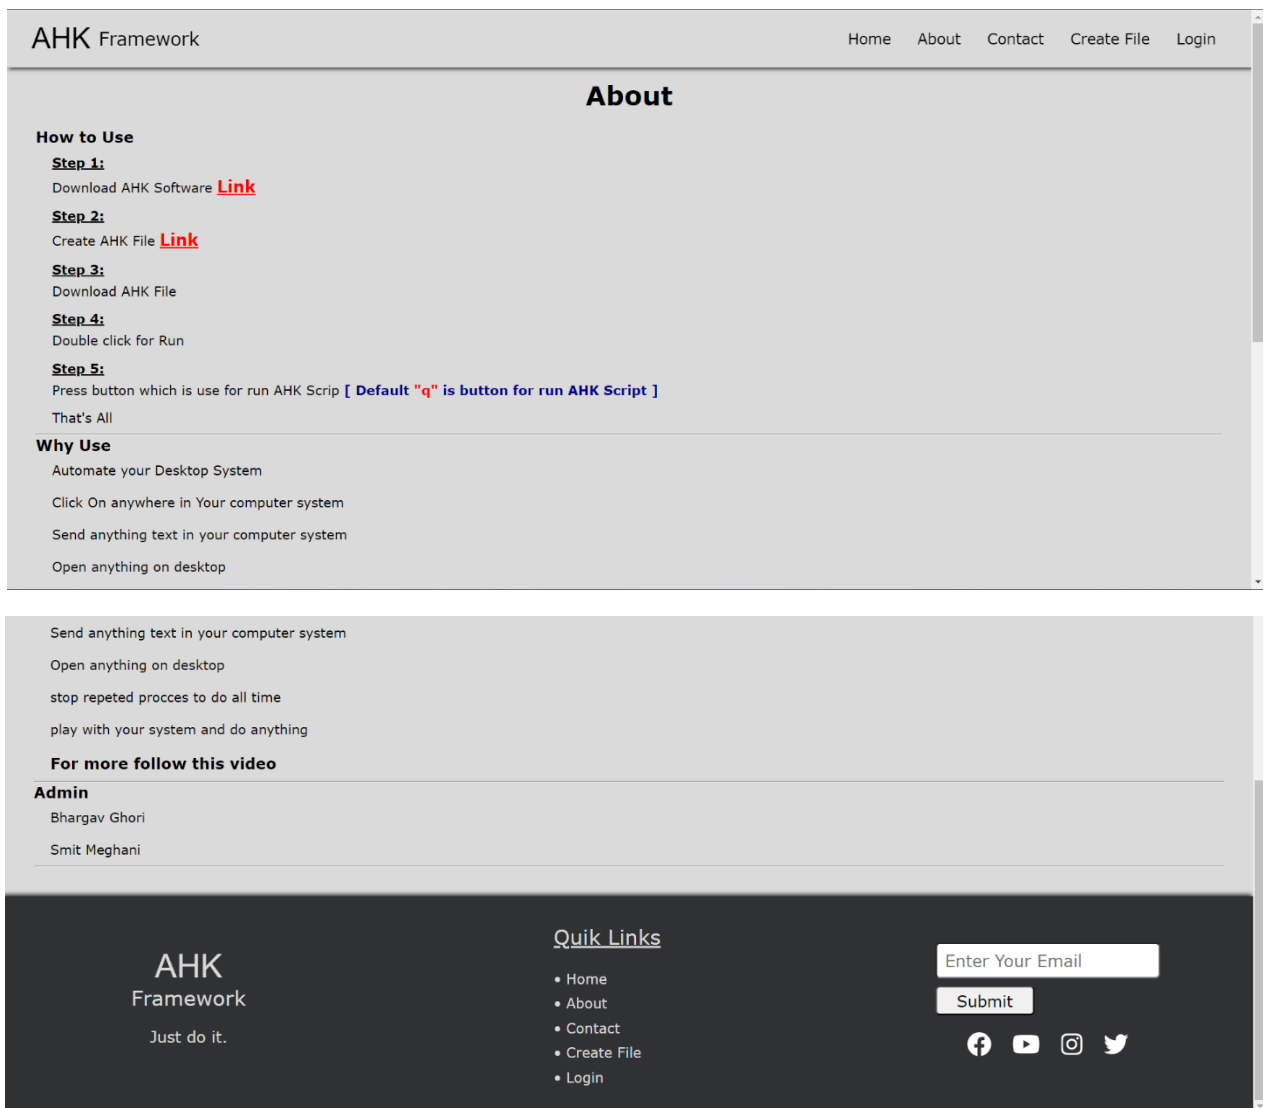 AHK Framework
Home About Contact Create File Login
About
How to Use
Step 1:
Download AHK Software Link
Step 2:
Create AHK File Link
Step 3:
Download AHK File
Step 4:
Double click for Run
Step 5:
Press button which is use for run AHK Scrip [ Default "q" is button for run AHK Script ]
That's All
Why Use
Automate your Desktop System
Click On anywhere in Your computer system
Send anything text in your computer system
Open anything on desktop
Send anything text in your computer system
Open anything on desktop
stop repeted procces to do all time
play with your system and do anything
For more follow this video
Admin
Bhargav Ghori
Smit Meghani
AHK
Framework
Just do it.
Quik Links
• Home
• About
• Contact
• Create File
• Login
Enter Your Email
Submit